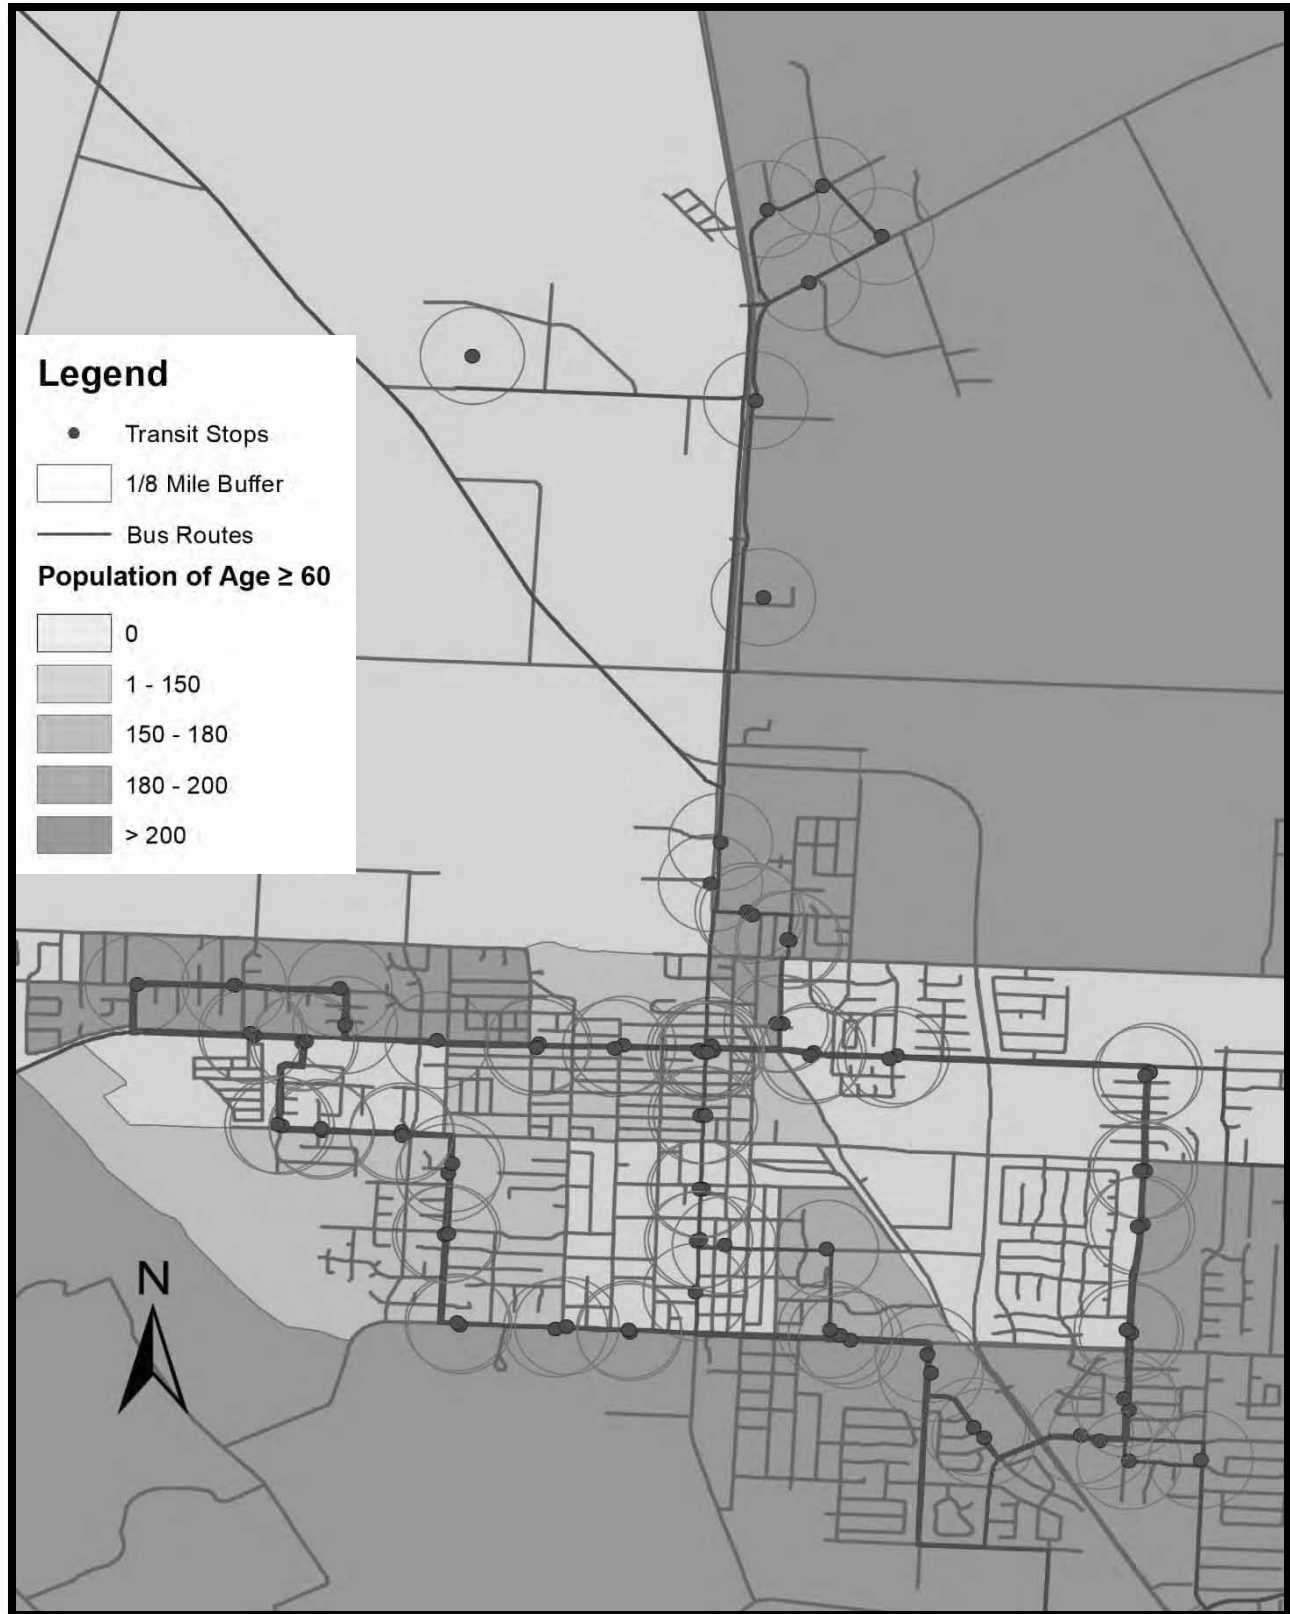 Legend
Transit Stops
1/8 Mile Buffer
Bus Routes
Population of Age ≥ 60
0
1 - 150
150 - 180
180 - 200
> 200
N